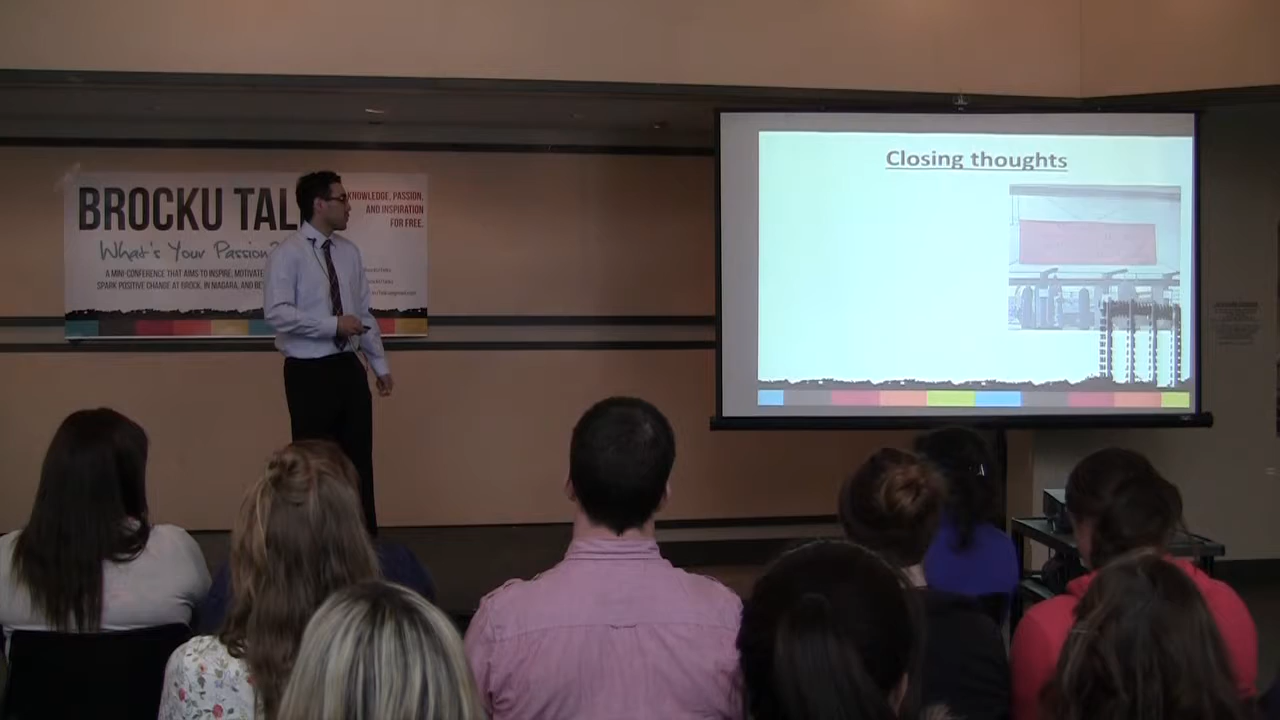 BROCKU TAL
What's Your Passion?
A MINI-CONFERENCE THAT AIMS TO INSPIRE, MOTIVATE
SPARK POSITIVE CHANGE AT BROCK, IN NIAGARA, AND BE
KNOWLEDGE, PASSION,
AND INSPIRATION
FOR FREE.
Closing thoughts